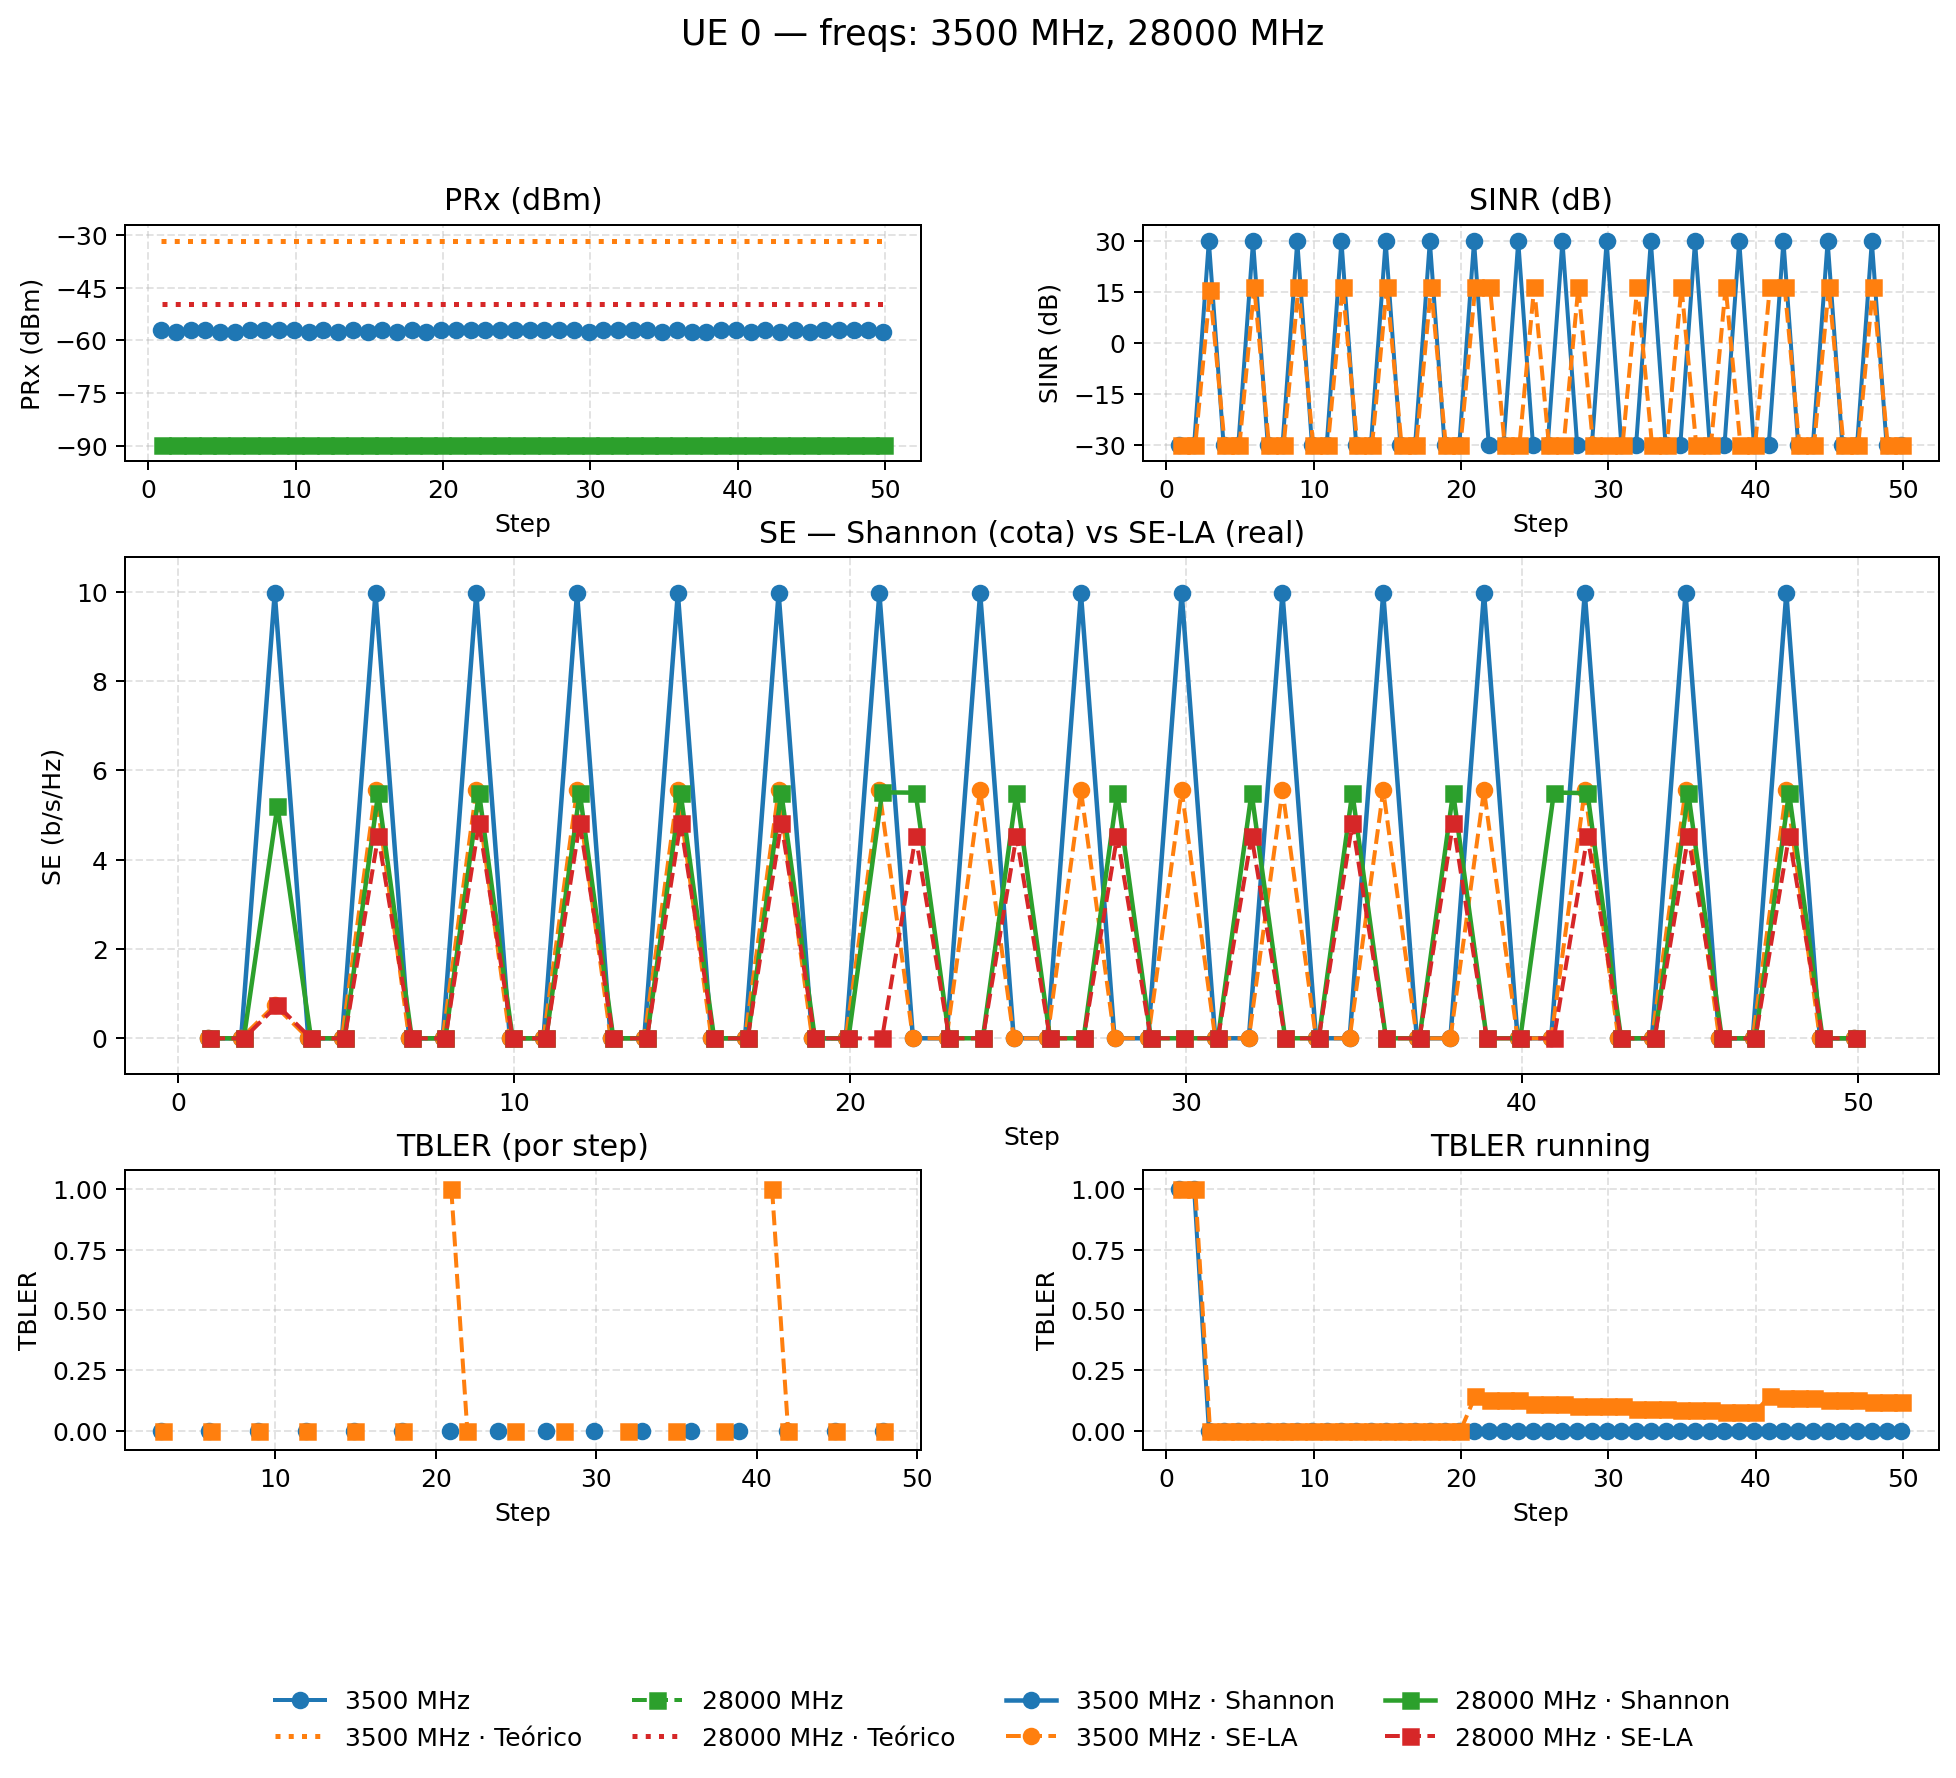 UE 0 — freqs: 3500 MHz, 28000 MHz
PRx (dBm)
PRx (dBm)
−30
−45
−60
−75
−90
0 10 20 30 40 50
Step
SINR (dB)
SINR (dB)
30
15
0
−15
−30
0 10 20 30 40 50
Step
SE — Shannon (cota) vs SE-LA (real)
SE (b/s/Hz)
10
8
6
4
2
0
0 10 20 30 40 50
Step
TBLER (por step)
TBLER
1.00
0.75
0.50
0.25
0.00
10 20 30 40 50
Step
TBLER running
TBLER
1.00
0.75
0.50
0.25
0.00
0 10 20 30 40 50
Step
3500 MHz
3500 MHz · Teórico
28000 MHz
28000 MHz · Teórico
3500 MHz · Shannon
3500 MHz · SE-LA
28000 MHz · Shannon
28000 MHz · SE-LA